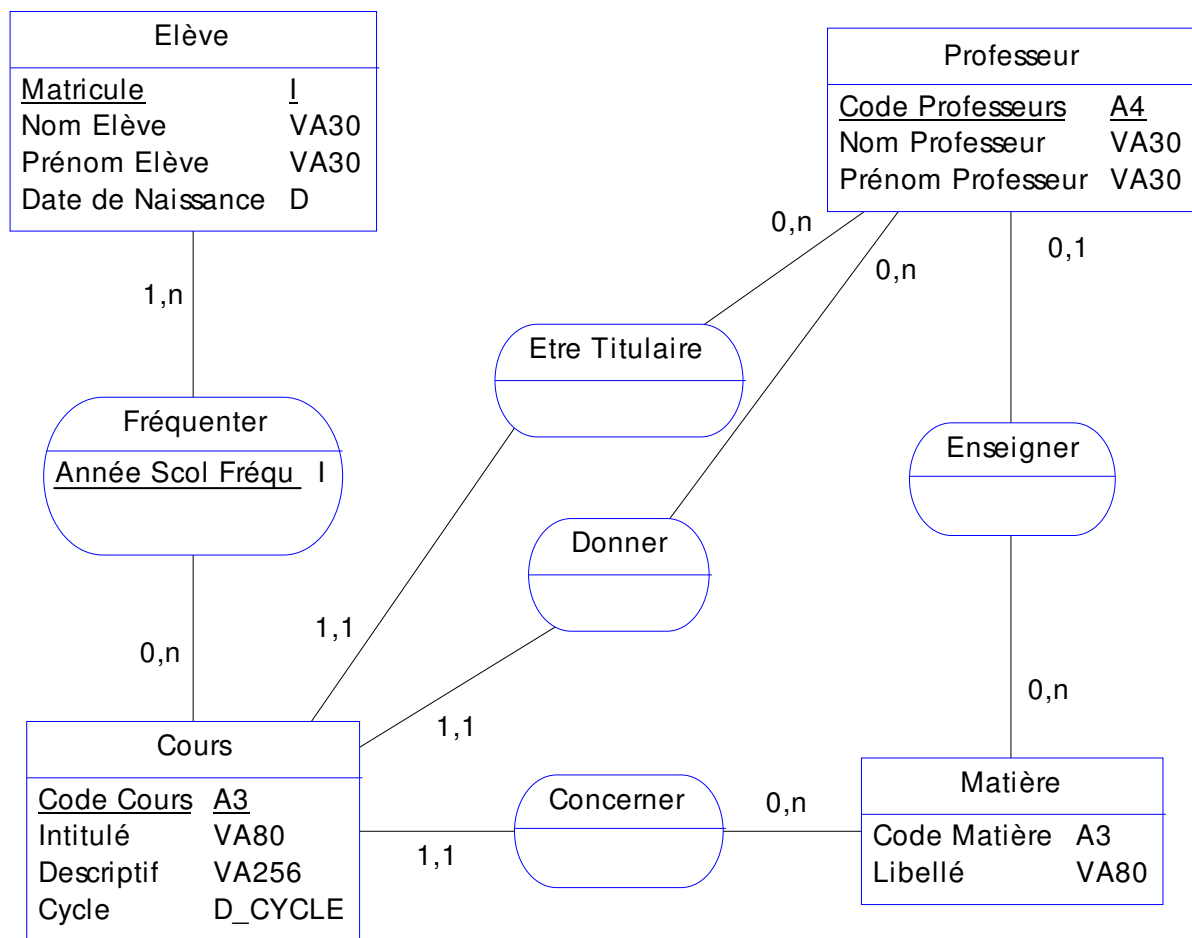 Elève
Matricule I
Nom Elève VA30
Prénom Elève VA30
Date de Naissance D
Professeur
Code Professeurs A4
Nom Professeur VA30
Prénom Professeur VA30
0,n
0,n
0,1
1,n
Etre Titulaire
Fréquenter
Année Scol Fréqu I
Enseigner
Donner
1,1
0,n
0,n
1,1
Cours
Code Cours A3
Intitulé VA80
Descriptif VA256
Cycle D_CYCLE
Concerner
1,1
0,n
Matière
Code Matière A3
Libellé VA80